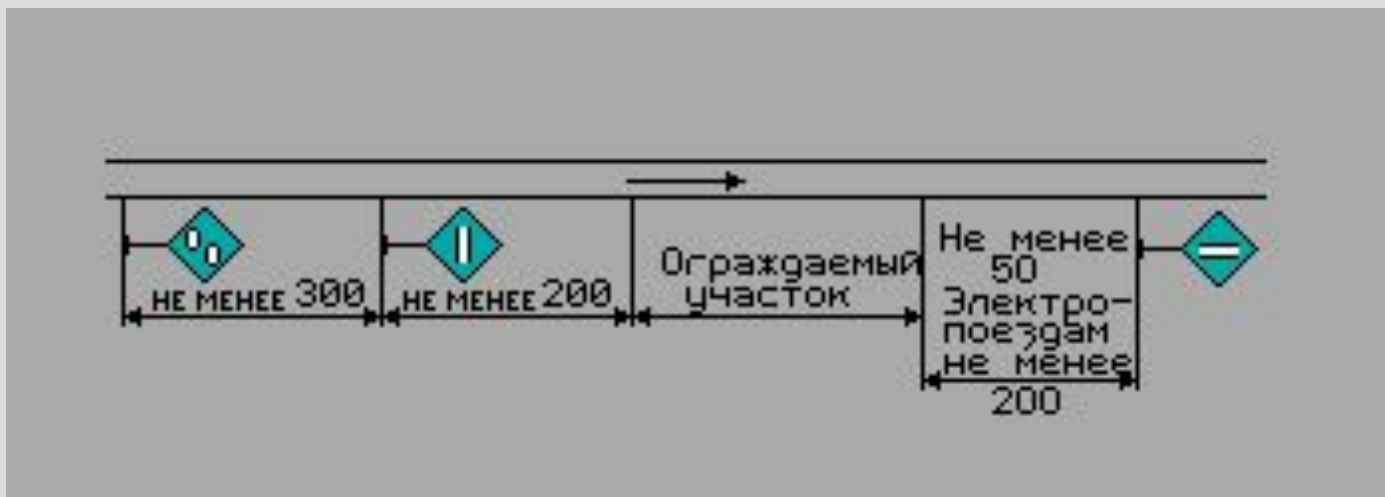 НЕ МЕНЕЕ 300
НЕ МЕНЕЕ 200
Ограждаемый
участок
Не менее
50
Электро-
поездам
не менее
200